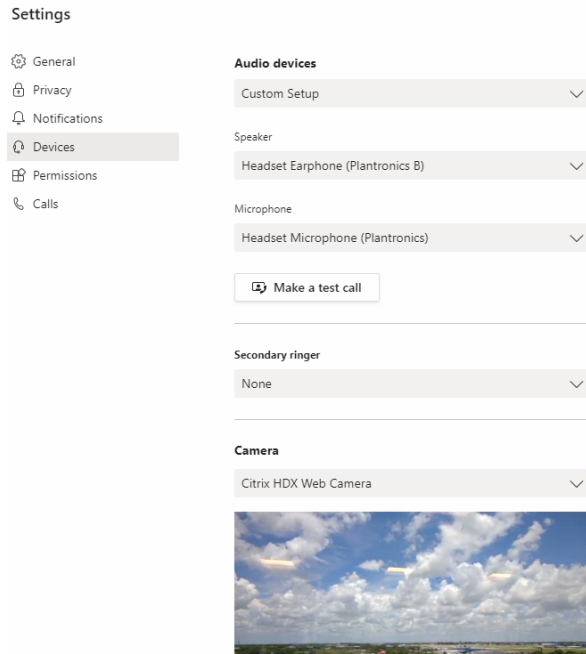 Settings
General
Privacy
Notifications
Devices
Permissions
Calls
Audio devices
Custom Setup
Speaker
Headset Earphone (Plantronics B)
Microphone
Headset Microphone (Plantronics)
Make a test call
Secondary ringer
None
Camera
Citrix HDX Web Camera